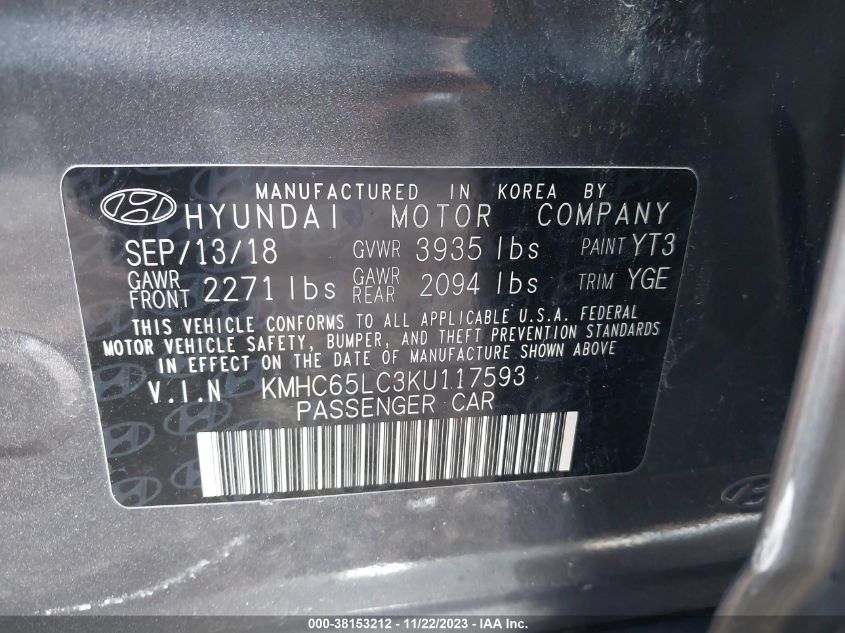 MANUFACTURED IN KOREA BY
HYUNDAI MOTOR COMPANY
SEP/13/18 GVWR 3935 lbs PAINT YT3
GAWR FRONT 2271 lbs GAWR REAR 2094 lbs TRIM YGE
THIS VEHICLE CONFORMS TO ALL APPLICABLE U.S.A. FEDERAL
MOTOR VEHICLE SAFETY, BUMPER, AND THEFT PREVENTION STANDARDS
IN EFFECT ON THE DATE OF MANUFACTURE SHOWN ABOVE
V.I.N KMHC65LC3KU117593
PASSENGER CAR
000-38153212 - 11/22/2023 - IAA Inc.